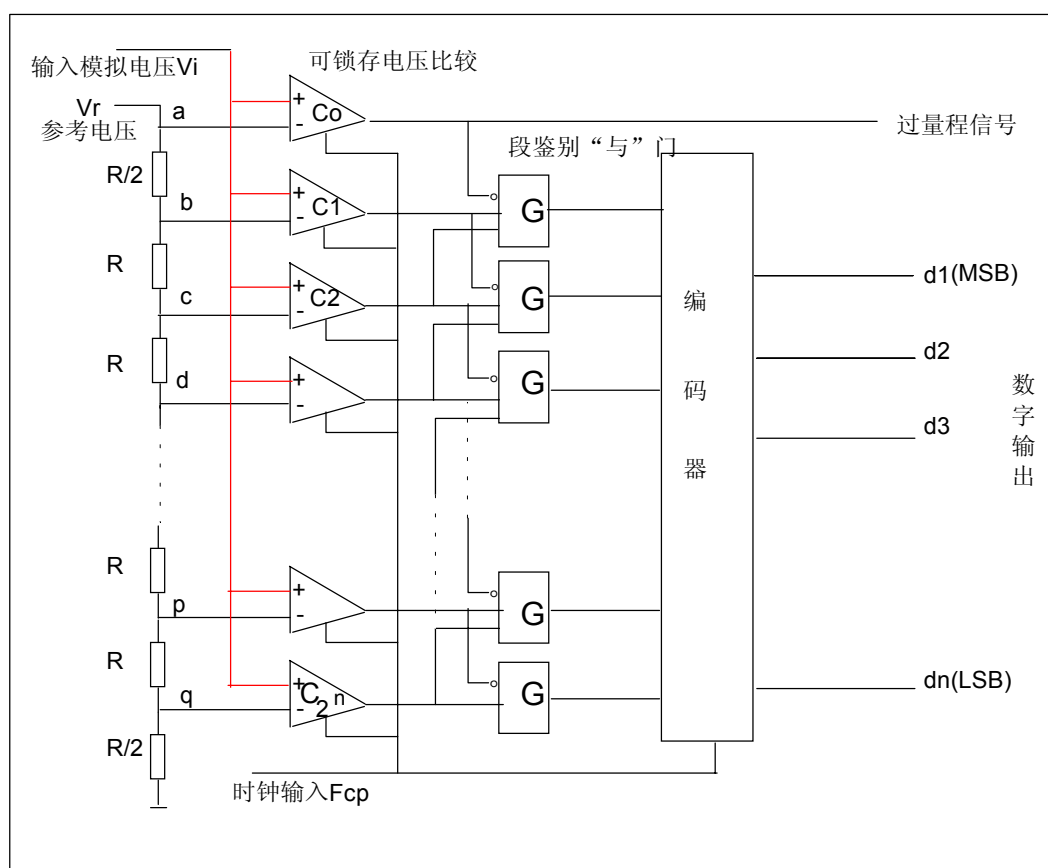 输入模拟电压Vi
可锁存电压比较
Vr
a
参考电压
+
-
Co
过量程信号
段鉴别“与”门
R/2
b
+
-
C1
G
R
c
+
-
C2
G
d1(MSB)
编
码
器
R
d
+
-
G
d2
d3
数
字
输
出
R
p
+
-
G
R
q
+
-
C2n
G
dn(LSB)
R/2
时钟输入Fcp